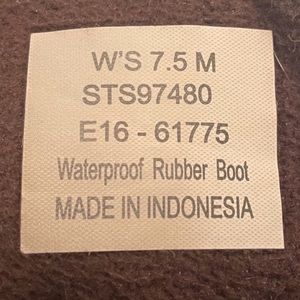 W'S 7.5 M
STS97480
E16 - 61775
Waterproof Rubber Boot
MADE IN INDONESIA